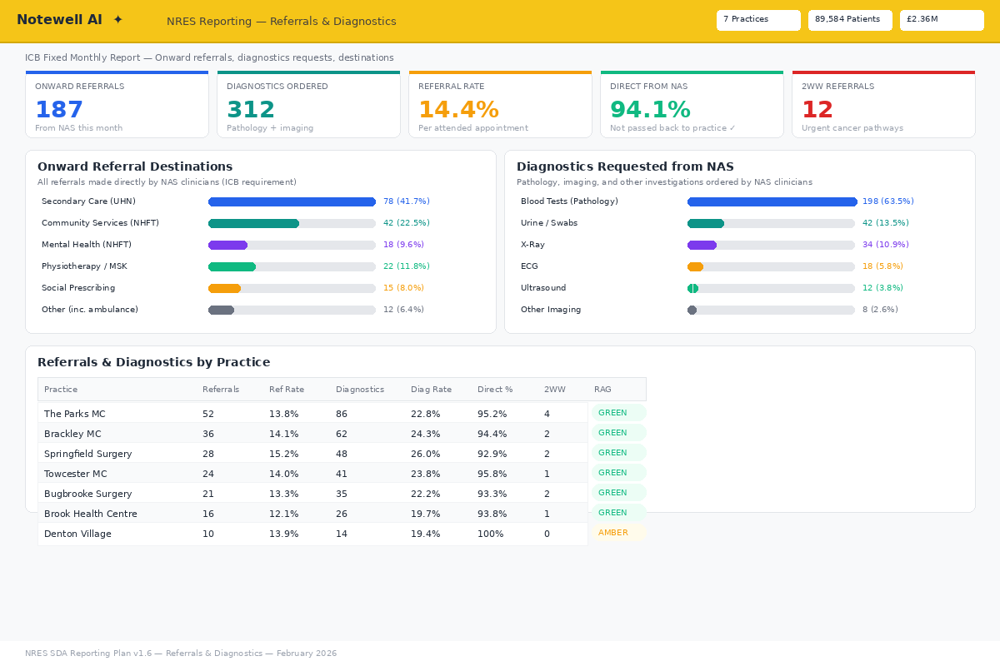 Notewell AI ✦
NRES Reporting — Referrals & Diagnostics
7 Practices
89,584 Patients
£2.36M
ICB Fixed Monthly Report — Onward referrals, diagnostics requests, destinations
ONWARD REFERRALS
187
From NAS this month
DIAGNOSTICS ORDERED
312
Pathology + imaging
REFERRAL RATE
14.4%
Per attended appointment
DIRECT FROM NAS
94.1%
Not passed back to practice ✓
2WW REFERRALS
12
Urgent cancer pathways
Onward Referral Destinations
All referrals made directly by NAS clinicians (ICB requirement)
Secondary Care (UHN) 78 (41.7%)
Community Services (NHFT) 42 (22.5%)
Mental Health (NHFT) 18 (9.6%)
Physiotherapy / MSK 22 (11.8%)
Social Prescribing 15 (8.0%)
Other (inc. ambulance) 12 (6.4%)
Diagnostics Requested from NAS
Pathology, imaging, and other investigations ordered by NAS clinicians
Blood Tests (Pathology) 198 (63.5%)
Urine / Swabs 42 (13.5%)
X-Ray 34 (10.9%)
ECG 18 (5.8%)
Ultrasound 12 (3.8%)
Other Imaging 8 (2.6%)
Referrals & Diagnostics by Practice
Practice Referrals Ref Rate Diagnostics Diag Rate Direct % 2WW RAG
The Parks MC 52 13.8% 86 22.8% 95.2% 4 GREEN
Brackley MC 36 14.1% 62 24.3% 94.4% 2 GREEN
Springfield Surgery 28 15.2% 48 26.0% 92.9% 2 GREEN
Towcester MC 24 14.0% 41 23.8% 95.8% 1 GREEN
Bugbrooke Surgery 21 13.3% 35 22.2% 93.3% 2 GREEN
Brook Health Centre 16 12.1% 26 19.7% 93.8% 1 GREEN
Denton Village 10 13.9% 14 19.4% 100% 0 AMBER
NRES SDA Reporting Plan v1.6 — Referrals & Diagnostics — February 2026